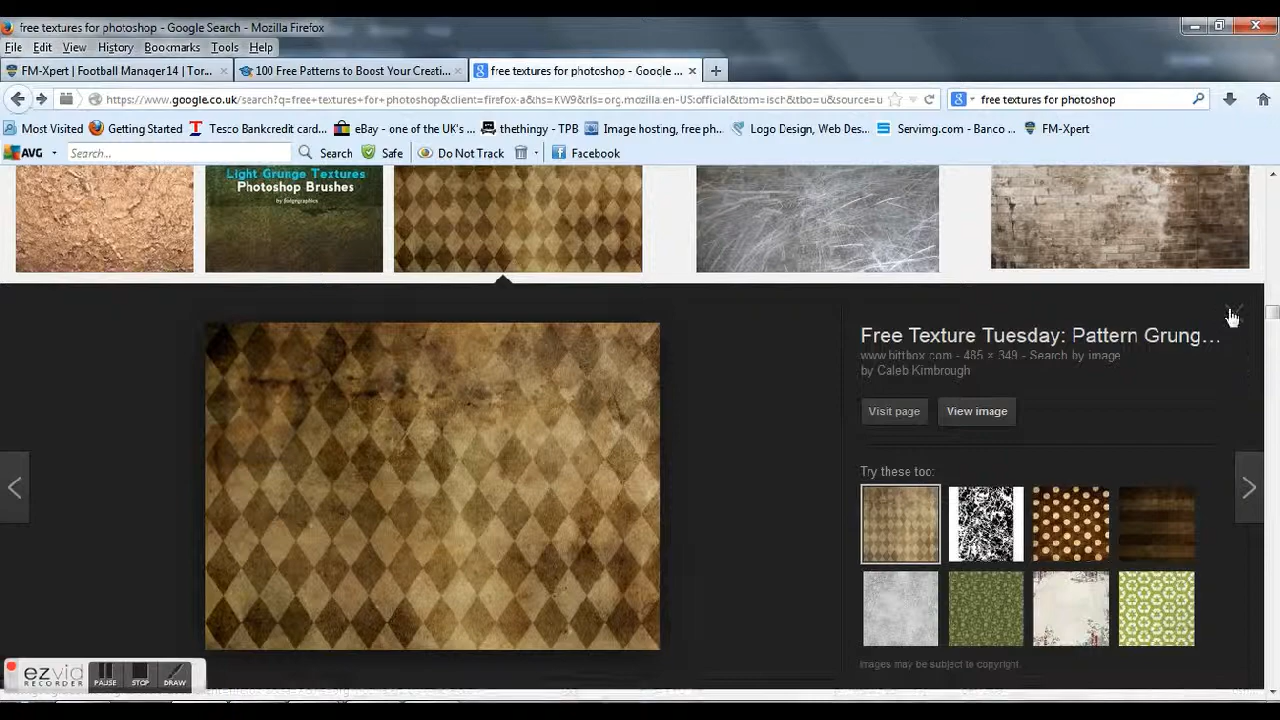 free textures for photoshop - Google Search - Mozilla Firefox
File Edit View History Bookmarks Tools Help
FM-Xpert | Football Manager14 | Tor... 100 Free Patterns to Boost Your Creati... free textures for photoshop - Google ...
https://www.google.co.uk/search?q=free+textures+for+photoshop&client=firefox-a&hs=KW9&rls=org.mozilla:en-US:official&tbm=isch&tbo=u&source=u free textures for photoshop
Most Visited Getting Started Tesco Bankcredit card... eBay - one of the UK's ... thethingy - TPB Image hosting, free ph... Logo Design, Web Des... Servimg.com - Banco ... FM-Xpert
AVG Search... Search Safe Do Not Track Facebook
Light Grunge Textures
Photoshop Brushes
Free Texture Tuesday: Pattern Grung...
www.bittbox.com - 485 × 349 - Search by image
by Caleb Kimbrough
Visit page View image
Try these too:
Images may be subject to copyright.
ezvid
RECORDER
PAUSE STOP DRAW